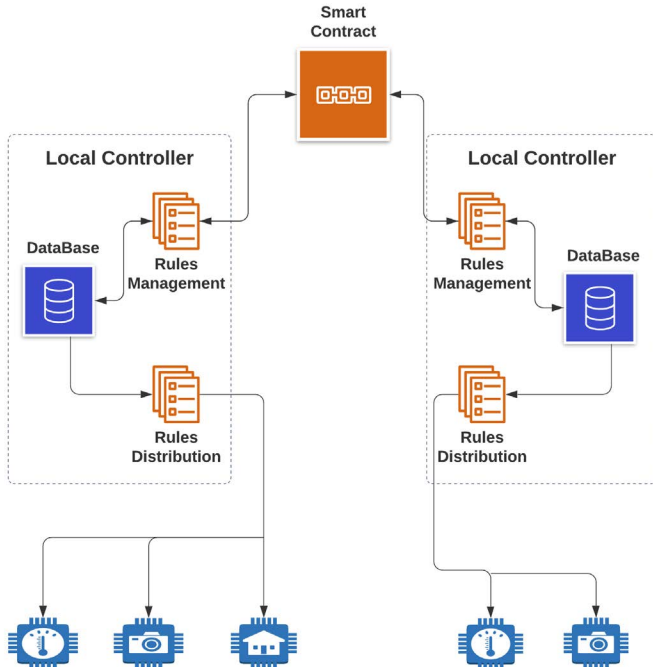 Smart
Contract
Local Controller
Rules
Management
DataBase
Rules
Distribution
Local Controller
Rules
Management
DataBase
Rules
Distribution